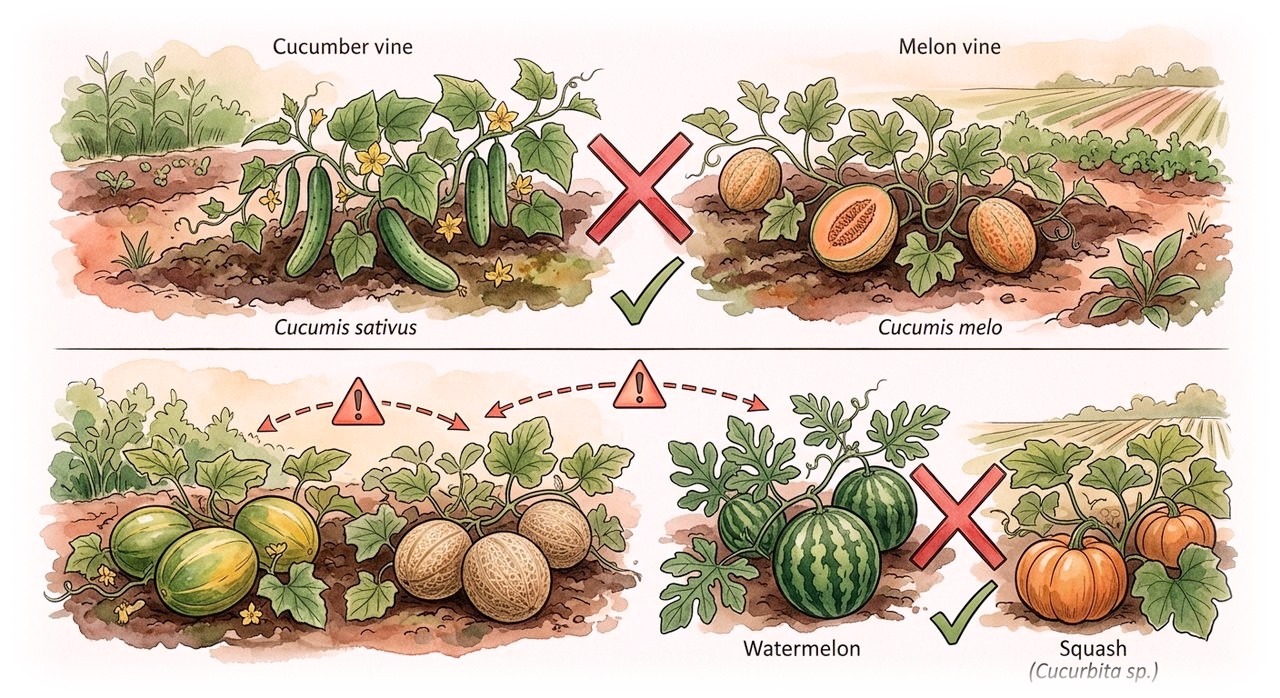 Cucumber vine
Melon vine
Cucumis sativus
Cucumis melo
Watermelon
Squash
(Cucurbita sp.)